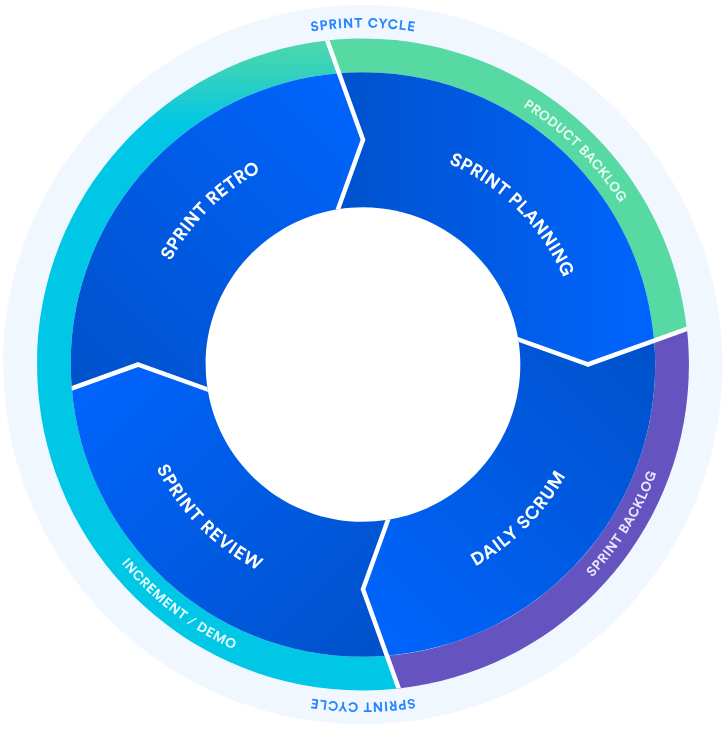 SPRINT CYCLE
PRODUCT BACKLOG
SPRINT PLANNING
SPRINT RETRO
DAILY SCRUM
SPRINT BACKLOG
SPRINT REVIEW
INCREMENT / DEMO
SPRINT CYCLE